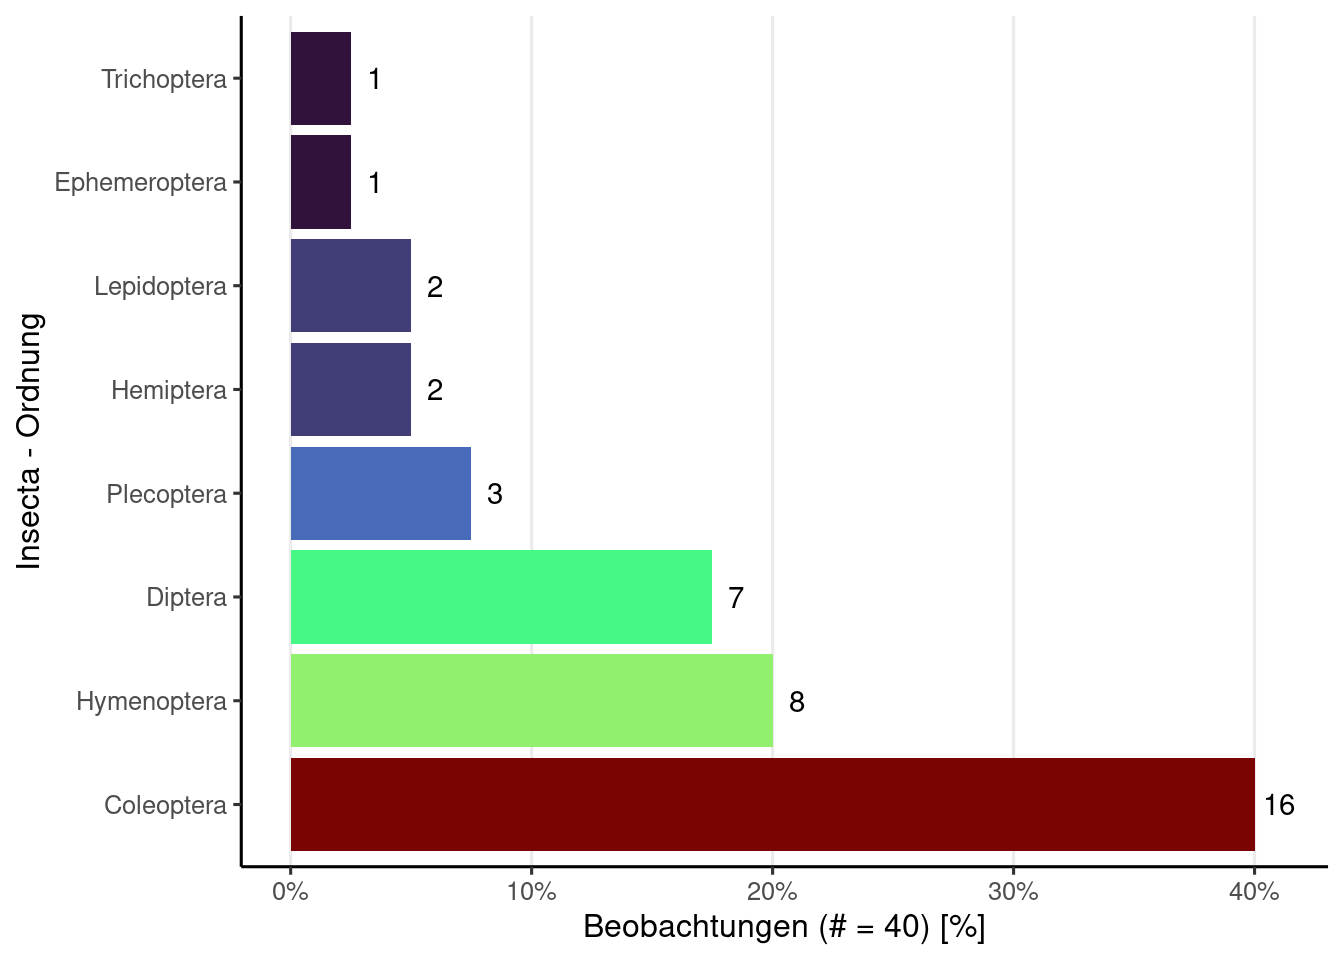 Insecta - Ordnung
Trichoptera 1
Ephemeroptera 1
Lepidoptera 2
Hemiptera 2
Plecoptera 3
Diptera 7
Hymenoptera 8
Coleoptera 16
0% 10% 20% 30% 40%
Beobachtungen (# = 40) [%]